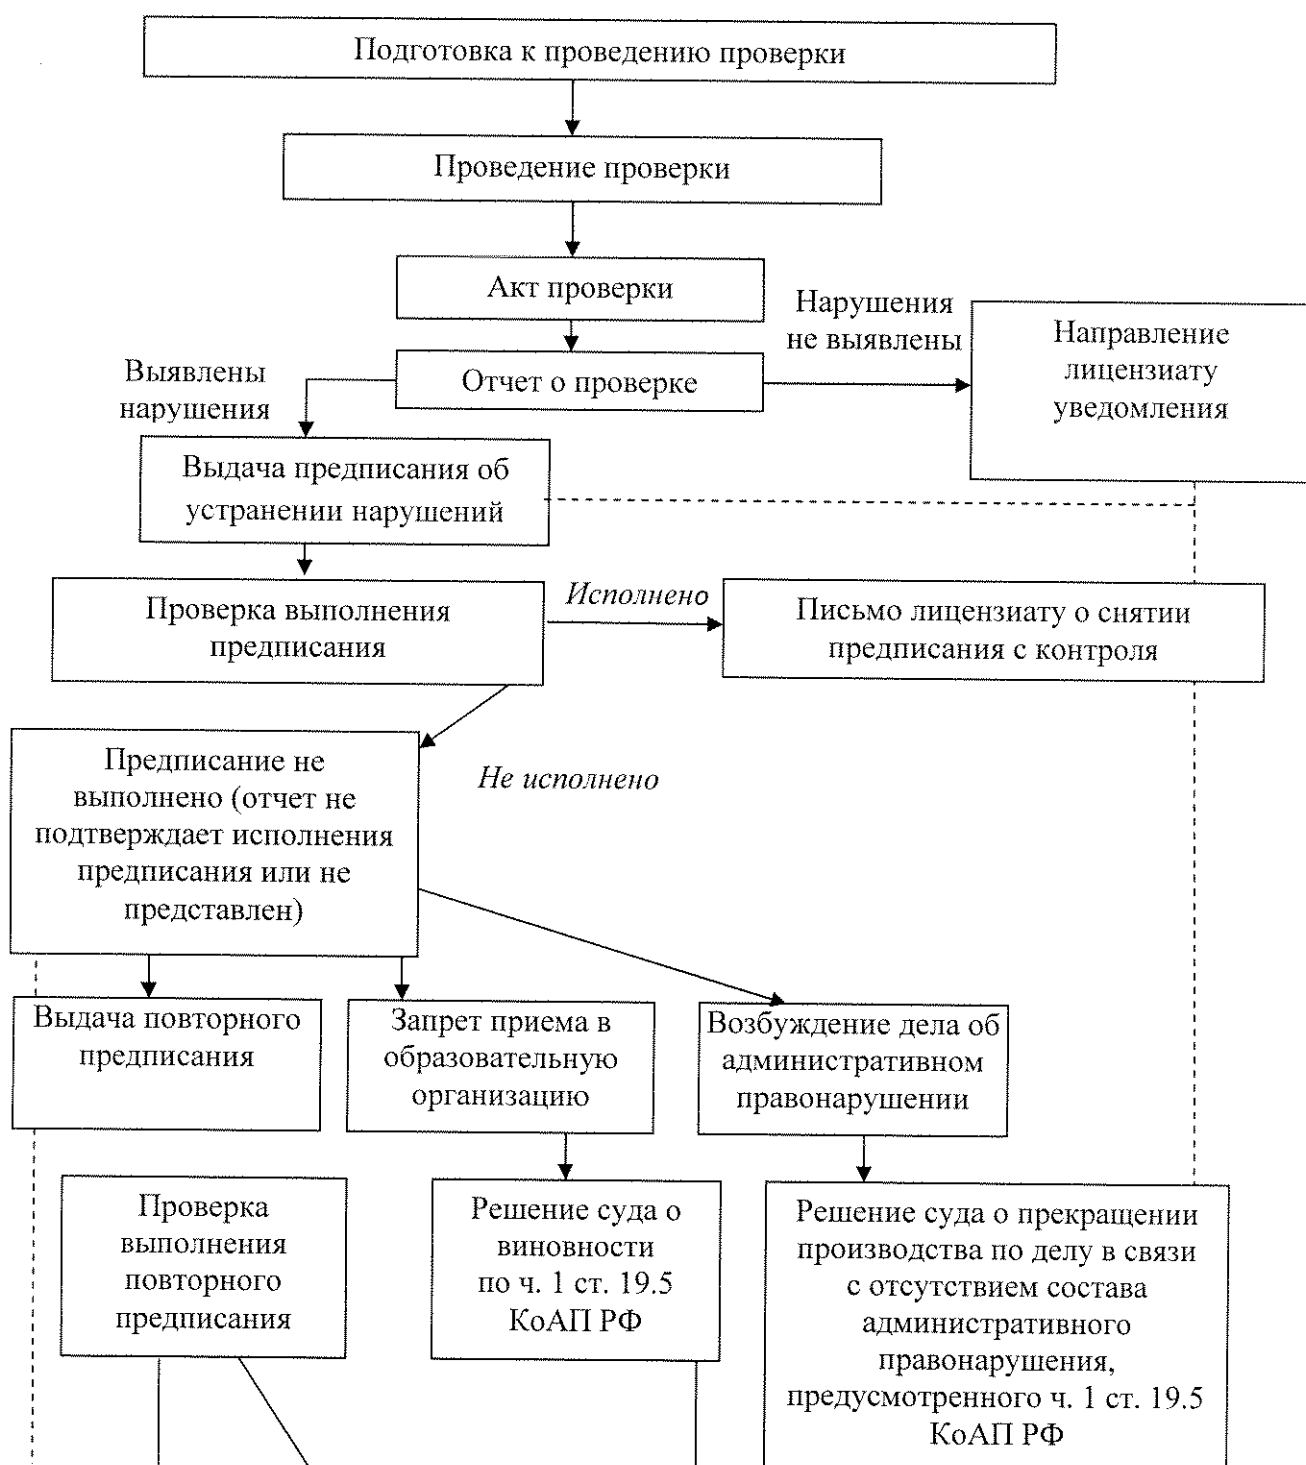 Подготовка к проведению проверки
Проведение проверки
Акт проверки
Нарушения
не выявлены
Направление
лицензиату
уведомления
Отчет о проверке
Выявлены
нарушения
Выдача предписания об
устранении нарушений
Проверка выполнения
предписания
Исполнено
Письмо лицензиату о снятии
предписания с контроля
Предписание не
выполнено (отчет не
подтверждает исполнения
предписания или не
представлен)
Не исполнено
Выдача повторного
предписания
Запрет приема в
образовательную
организацию
Возбуждение дела об
административном
правонарушении
Проверка
выполнения
повторного
предписания
Решение суда о
виновности
по ч. 1 ст. 19.5
КоАП РФ
Решение суда о прекращении
производства по делу в связи
с отсутствием состава
административного
правонарушения,
предусмотренного ч. 1 ст. 19.5
КоАП РФ